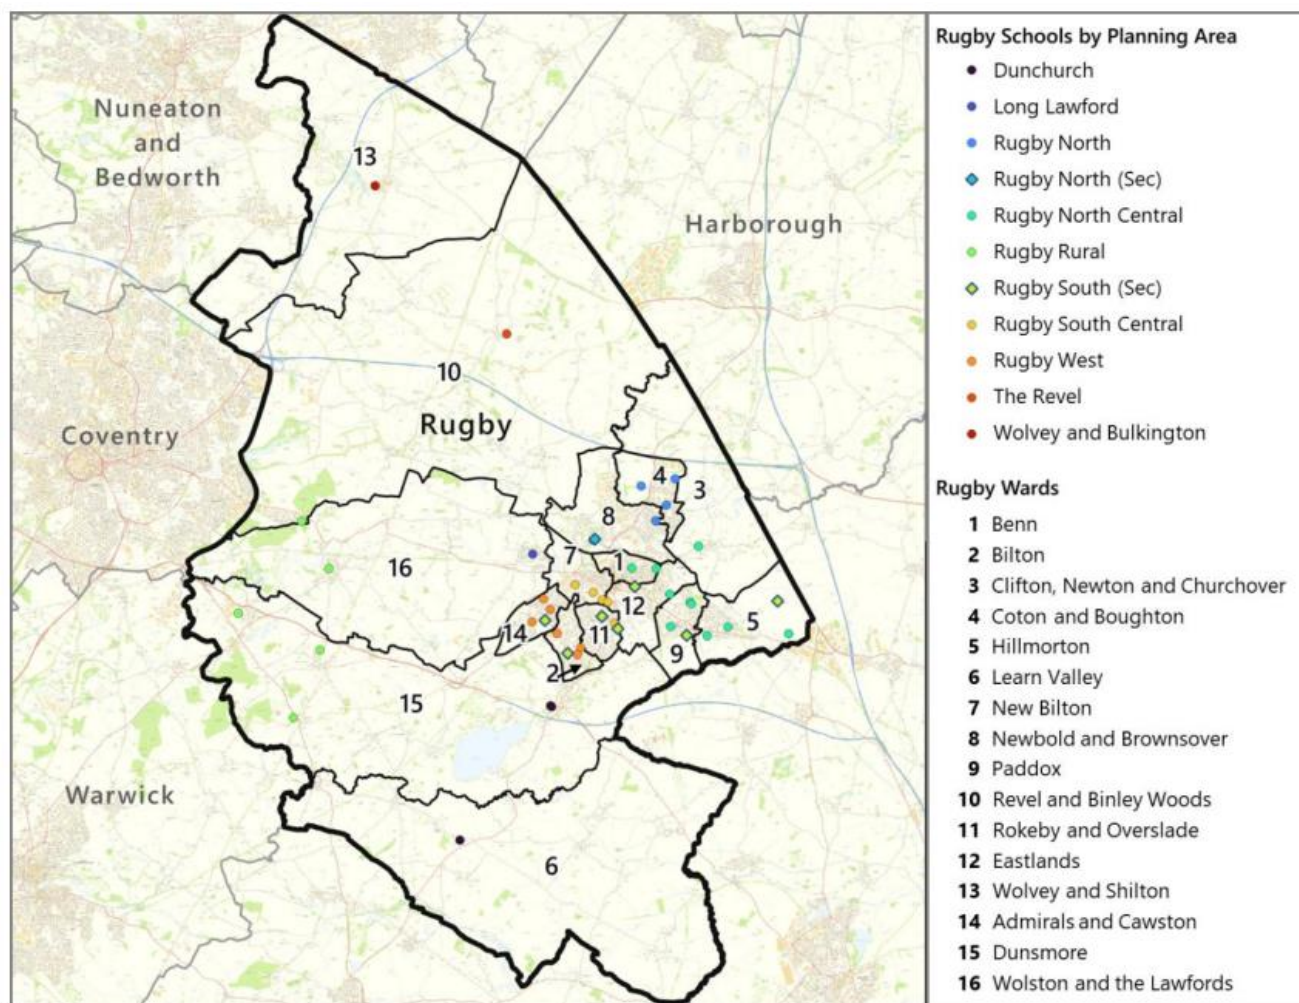 Nuneaton
and
Bedworth
13
Harborough
10
Rugby
Coventry
4
3
8
7
1
16
12
5
14
11
9
2
15
Warwick
6
Rugby Schools by Planning Area
Dunchurch
Long Lawford
Rugby North
Rugby North (Sec)
Rugby North Central
Rugby Rural
Rugby South (Sec)
Rugby South Central
Rugby West
The Revel
Wolvey and Bulkington
Rugby Wards
1 Benn
2 Bilton
3 Clifton, Newton and Churchover
4 Coton and Boughton
5 Hillmorton
6 Learn Valley
7 New Bilton
8 Newbold and Brownsover
9 Paddox
10 Revel and Binley Woods
11 Rokeby and Overslade
12 Eastlands
13 Wolvey and Shilton
14 Admirals and Cawston
15 Dunsmore
16 Wolston and the Lawfords